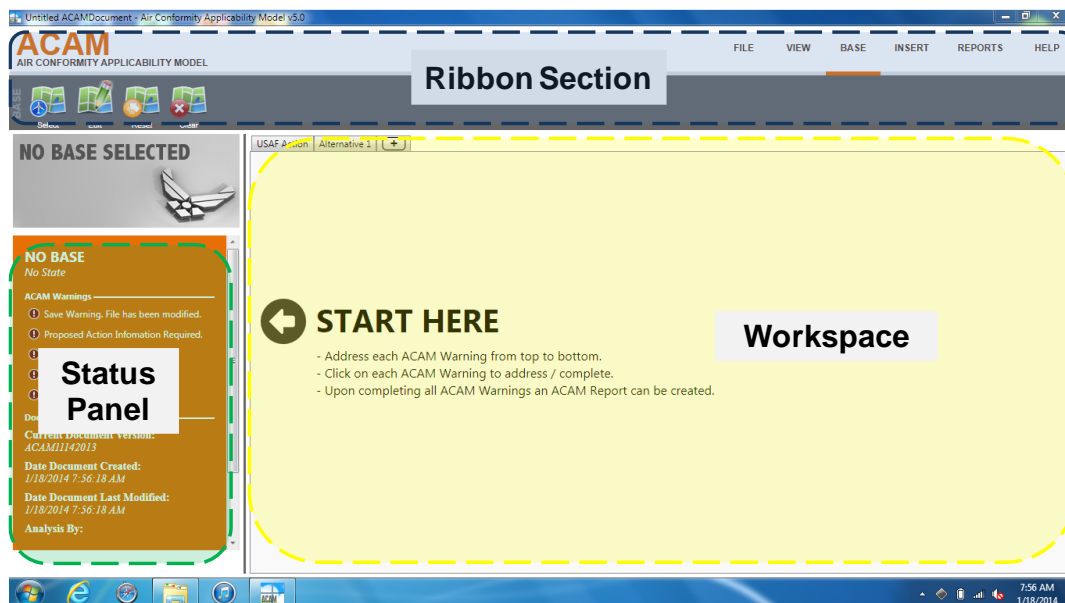 Untitled ACAMDocument - Air Conformity Applicability Model v5.0
ACAM
AIR CONFORMITY APPLICABILITY MODEL
FILE VIEW BASE INSERT REPORTS HELP
Ribbon Section
BASE
Select Edit Reset Clear
NO BASE SELECTED
USAF Action Alternative 1
NO BASE
No State
ACAM Warnings
Save Warning. File has been modified.
Proposed Action Infomation Required.
START HERE
- Address each ACAM Warning from top to bottom.
- Click on each ACAM Warning to address / complete.
- Upon completing all ACAM Warnings an ACAM Report can be created.
Workspace
Status
Panel
Current Document Version:
ACAM11142013
Date Document Created:
1/18/2014 7:56:18 AM
Date Document Last Modified:
1/18/2014 7:56:18 AM
Analysis By:
ACAM
7:56 AM
1/18/2014